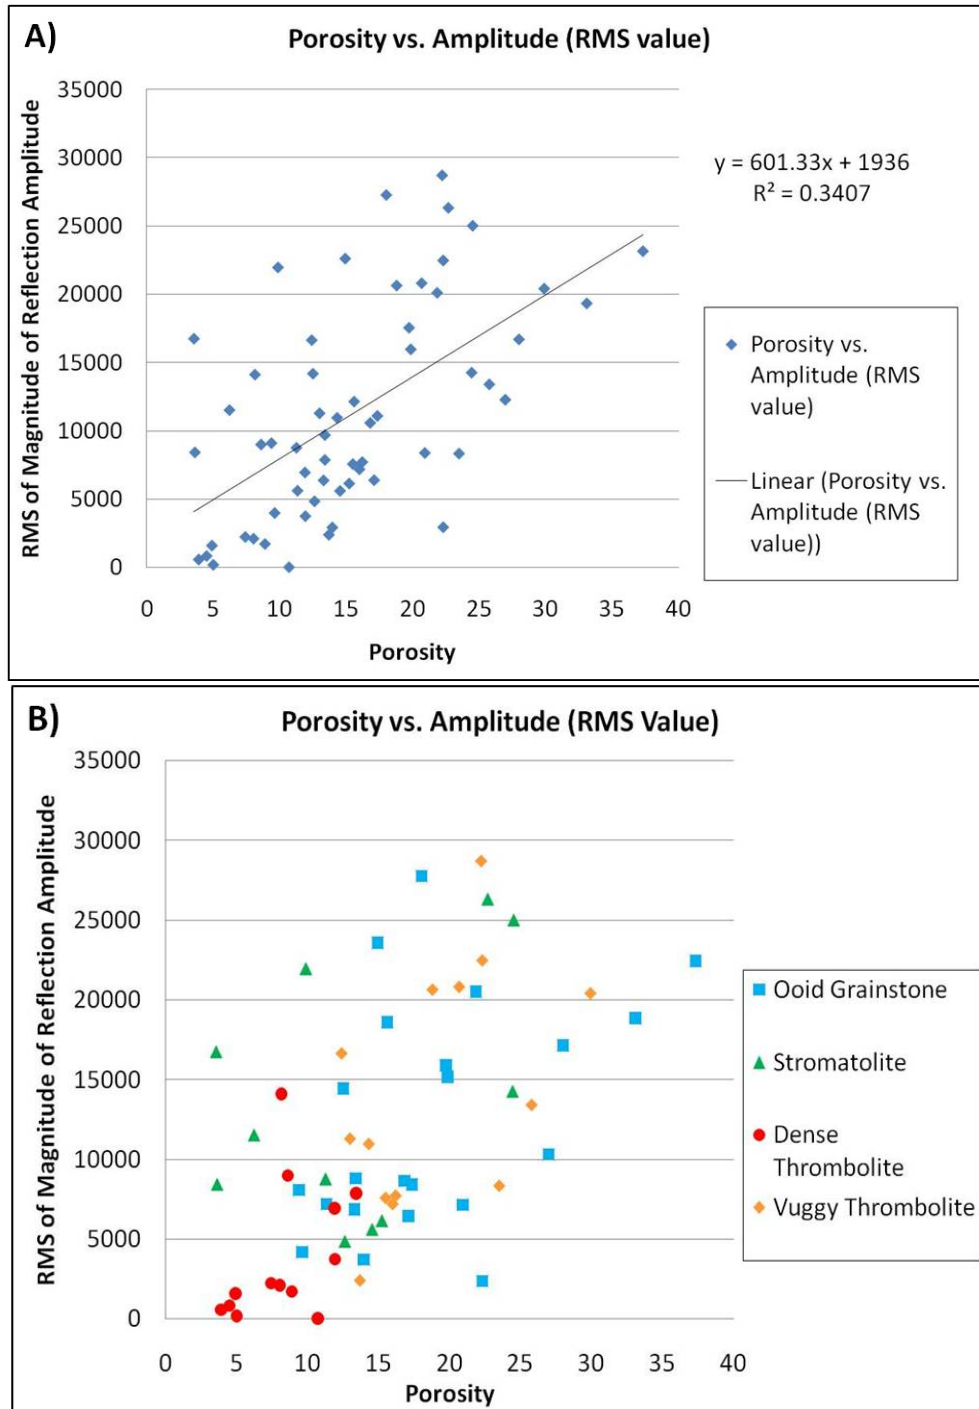 A)
Porosity vs. Amplitude (RMS value)
RMS of Magnitude of Reflection Amplitude
35000
30000
25000
20000
15000
10000
5000
0
0 5 10 15 20 25 30 35 40
Porosity
y = 601.33x + 1936
R² = 0.3407
Porosity vs.
Amplitude (RMS
value)
Linear (Porosity vs.
Amplitude (RMS
value))
B)
Porosity vs. Amplitude (RMS Value)
RMS of Magnitude of Reflection Amplitude
35000
30000
25000
20000
15000
10000
5000
0
0 5 10 15 20 25 30 35 40
Porosity
Ooid Grainstone
Stromatolite
Dense
Thrombolite
Vuggy Thrombolite